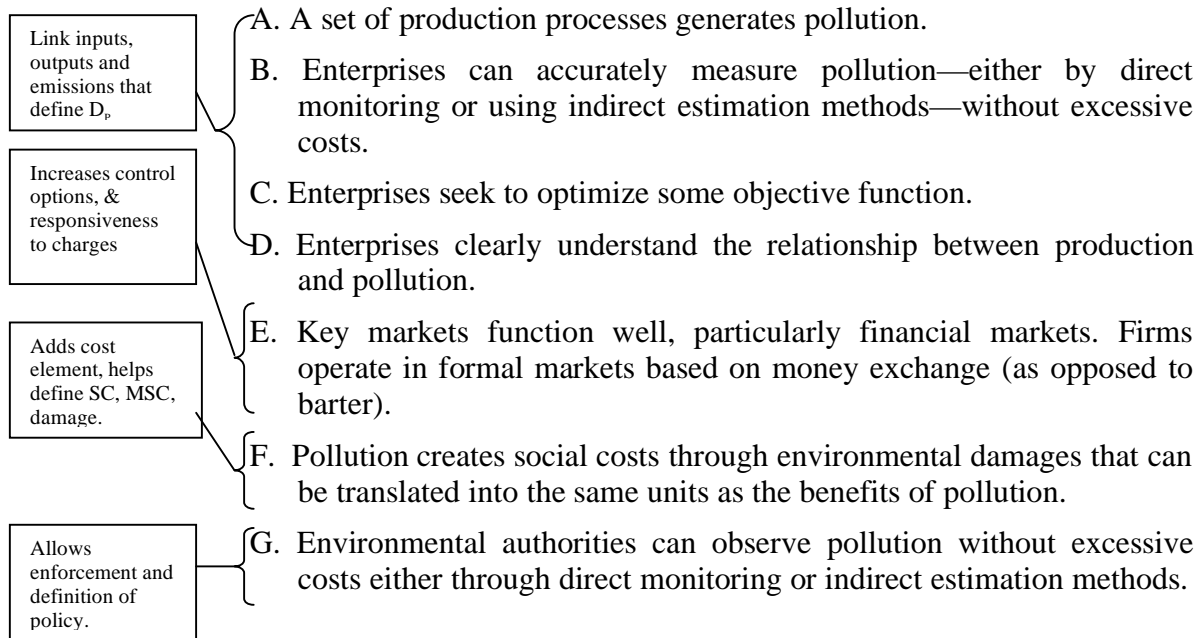 Link inputs,
outputs and
emissions that
define Dₚ
Increases control
options, &
responsiveness
to charges
Adds cost
element, helps
define SC, MSC,
damage.
Allows
enforcement and
definition of
policy.
A. A set of production processes generates pollution.
B. Enterprises can accurately measure pollution—either by direct
monitoring or using indirect estimation methods—without excessive
costs.
C. Enterprises seek to optimize some objective function.
D. Enterprises clearly understand the relationship between production
and pollution.
E. Key markets function well, particularly financial markets. Firms
operate in formal markets based on money exchange (as opposed to
barter).
F. Pollution creates social costs through environmental damages that can
be translated into the same units as the benefits of pollution.
G. Environmental authorities can observe pollution without excessive
costs either through direct monitoring or indirect estimation methods.